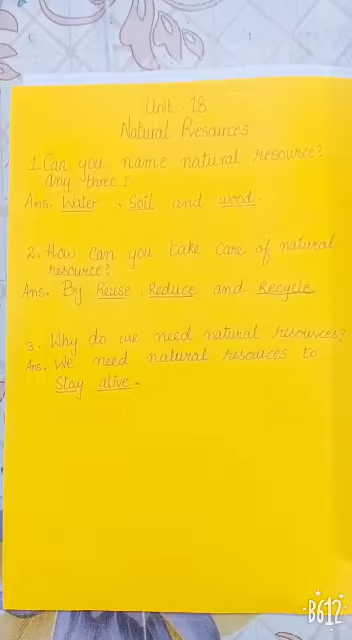 Unit - 18
Natural Resources
1. Can you name natural resource?
any three?
Ans. Water, Soil and wood.
2. How can you take care of natural
resource?
Ans. By Reuse, Reduce and Recycle
3. Why do we need natural resources?
Ans. We need natural resources to
Stay alive.
B612